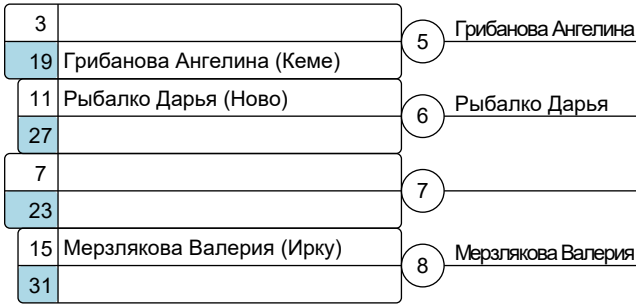 3
5 Грибанова Ангелина
19 Грибанова Ангелина (Кеме)
11 Рыбалко Дарья (Ново)
6 Рыбалко Дарья
27
7
7
23
15 Мерзлякова Валерия (Ирку)
8 Мерзлякова Валерия
31